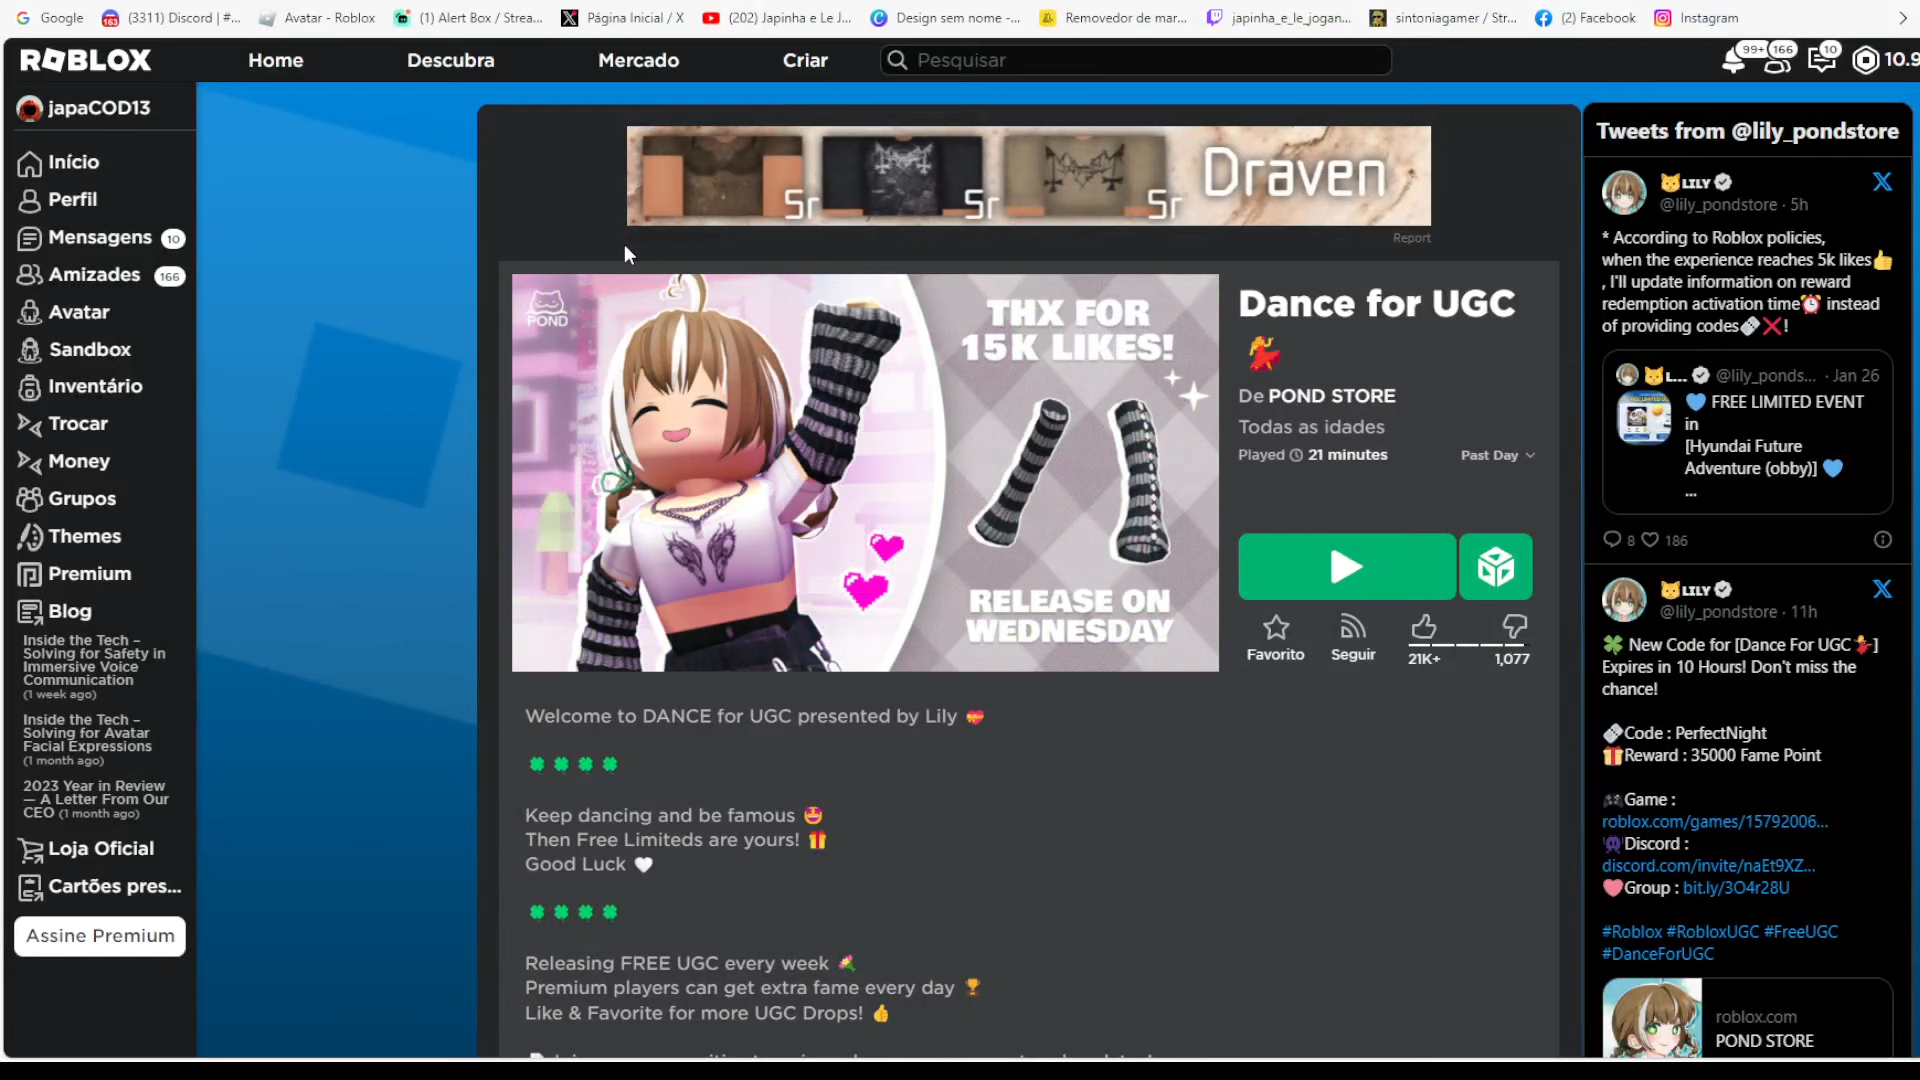 Google
(3311) Discord | #...
Avatar - Roblox
(1) Alert Box / Strea...
Página Inicial / X
(202) Japinha e Le J...
Design sem nome -...
Removedor de mar...
japinha_e_le_jogan...
sintoniagamer / Str...
(2) Facebook
Instagram
ROBLOX
Home
Descubra
Mercado
Criar
Pesquisar
99+
166
10
10.9
japaCOD13
Início
Perfil
Mensagens 10
Amizades 166
Avatar
Sandbox
Inventário
Trocar
Money
Grupos
Themes
Premium
Blog
Inside the Tech –
Solving for Safety in
Immersive Voice
Communication
(1 week ago)
Inside the Tech –
Solving for Avatar
Facial Expressions
(1 month ago)
2023 Year in Review
— A Letter From Our
CEO (1 month ago)
Loja Oficial
Cartões pres...
Assine Premium
5r
5r
5r
Draven
Report
POND
THX FOR
15K LIKES!
RELEASE ON
WEDNESDAY
Dance for UGC
💃
De POND STORE
Todas as idades
Played 21 minutes
Past Day
Favorito
Seguir
21K+
1,077
Welcome to DANCE for UGC presented by Lily 💝
🍀 🍀 🍀 🍀
Keep dancing and be famous 🤩
Then Free Limiteds are yours! 🎁
Good Luck 🤍
🍀 🍀 🍀 🍀
Releasing FREE UGC every week 💐
Premium players can get extra fame every day 🏆
Like & Favorite for more UGC Drops! 👍
Tweets from @lily_pondstore
🐱LILY
@lily_pondstore · 5h
* According to Roblox policies,
when the experience reaches 5k likes👍
, I'll update information on reward
redemption activation time⏰ instead
of providing codes❌!
🐱L... @lily_ponds... · Jan 26
💙 FREE LIMITED EVENT
in
[Hyundai Future
Adventure (obby)] 💙
...
8
186
🐱LILY
@lily_pondstore · 11h
🍀 New Code for [Dance For UGC💃]
Expires in 10 Hours! Don't miss the
chance!
Code : PerfectNight
🎁Reward : 35000 Fame Point
🎮Game :
roblox.com/games/15792006...
👾Discord :
discord.com/invite/naEt9XZ...
Group : bit.ly/3O4r28U
#Roblox #RobloxUGC #FreeUGC
#DanceForUGC
roblox.com
POND STORE